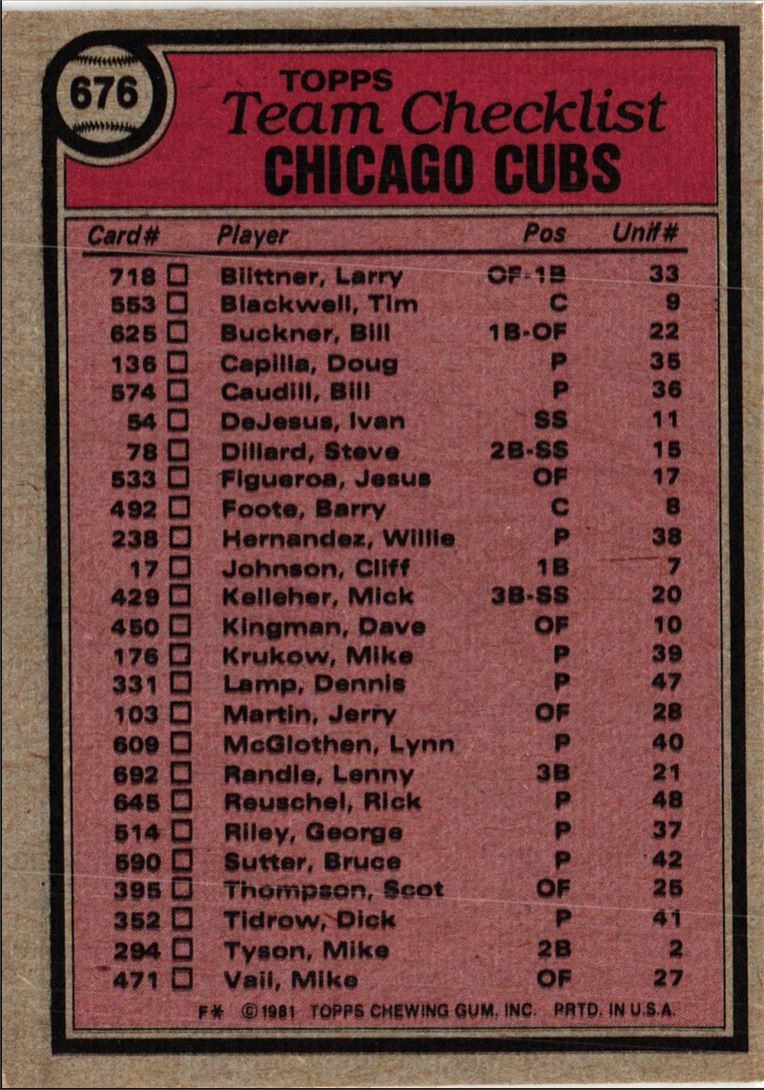 676
TOPPS
Team Checklist
CHICAGO CUBS
Card# Player Pos Unif#
718 Biittner, Larry OF-1B 33
553 Blackwell, Tim C 9
625 Buckner, Bill 1B-OF 22
136 Capilla, Doug P 35
574 Caudill, Bill P 36
54 DeJesus, Ivan SS 11
78 Dillard, Steve 2B-SS 15
533 Figueroa, Jesus OF 17
492 Foote, Barry C 8
238 Hernandez, Willie P 38
17 Johnson, Cliff 1B 7
429 Kelleher, Mick 3B-SS 20
450 Kingman, Dave OF 10
176 Krukow, Mike P 39
331 Lamp, Dennis P 47
103 Martin, Jerry OF 28
609 McGlothen, Lynn P 40
692 Randle, Lenny 3B 21
645 Reuschel, Rick P 48
514 Riley, George P 37
590 Sutter, Bruce P 42
395 Thompson, Scot OF 25
352 Tidrow, Dick P 41
294 Tyson, Mike 2B 2
471 Vail, Mike OF 27
F* ©1981 TOPPS CHEWING GUM, INC. PRTD. IN U.S.A.